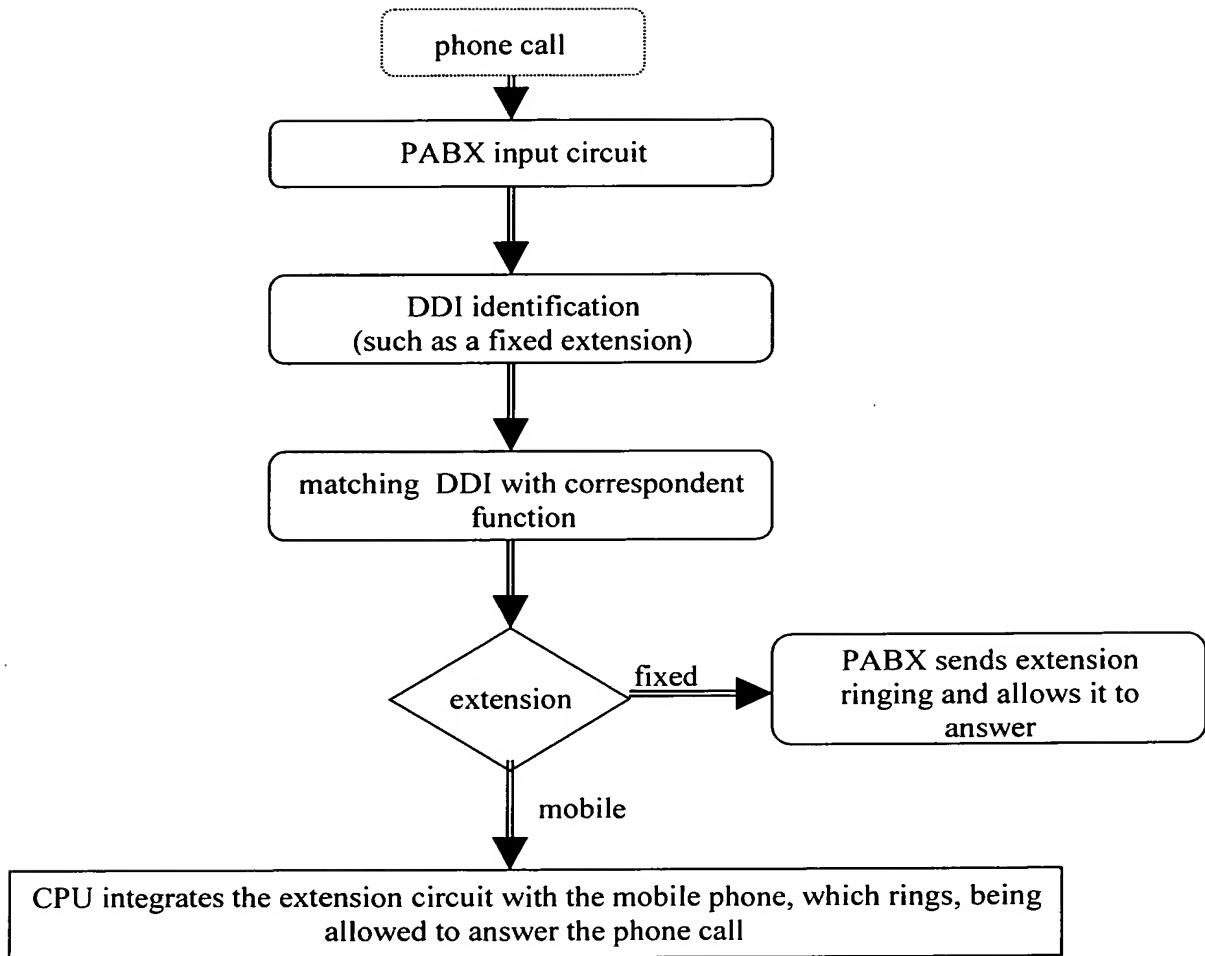 phone call
PABX input circuit
DDI identification
(such as a fixed extension)
matching DDI with correspondent
function
extension
fixed
PABX sends extension
ringing and allows it to
answer
mobile
CPU integrates the extension circuit with the mobile phone, which rings, being
allowed to answer the phone call